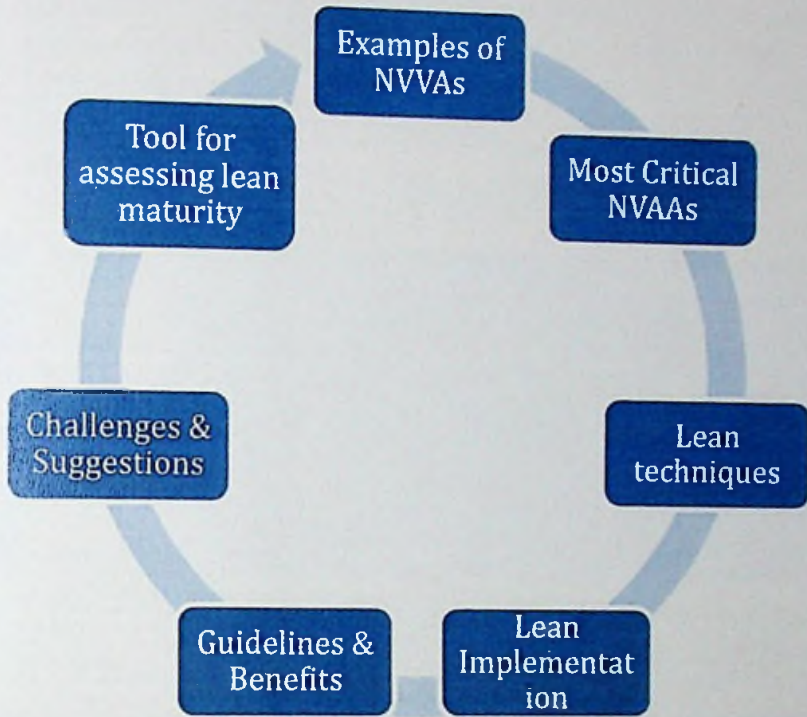 Examples of
NVVAs
Most Critical
NVAAs
Lean
techniques
Lean
Implementat
ion
Guidelines &
Benefits
Challenges &
Suggestions
Tool for
assessing lean
maturity